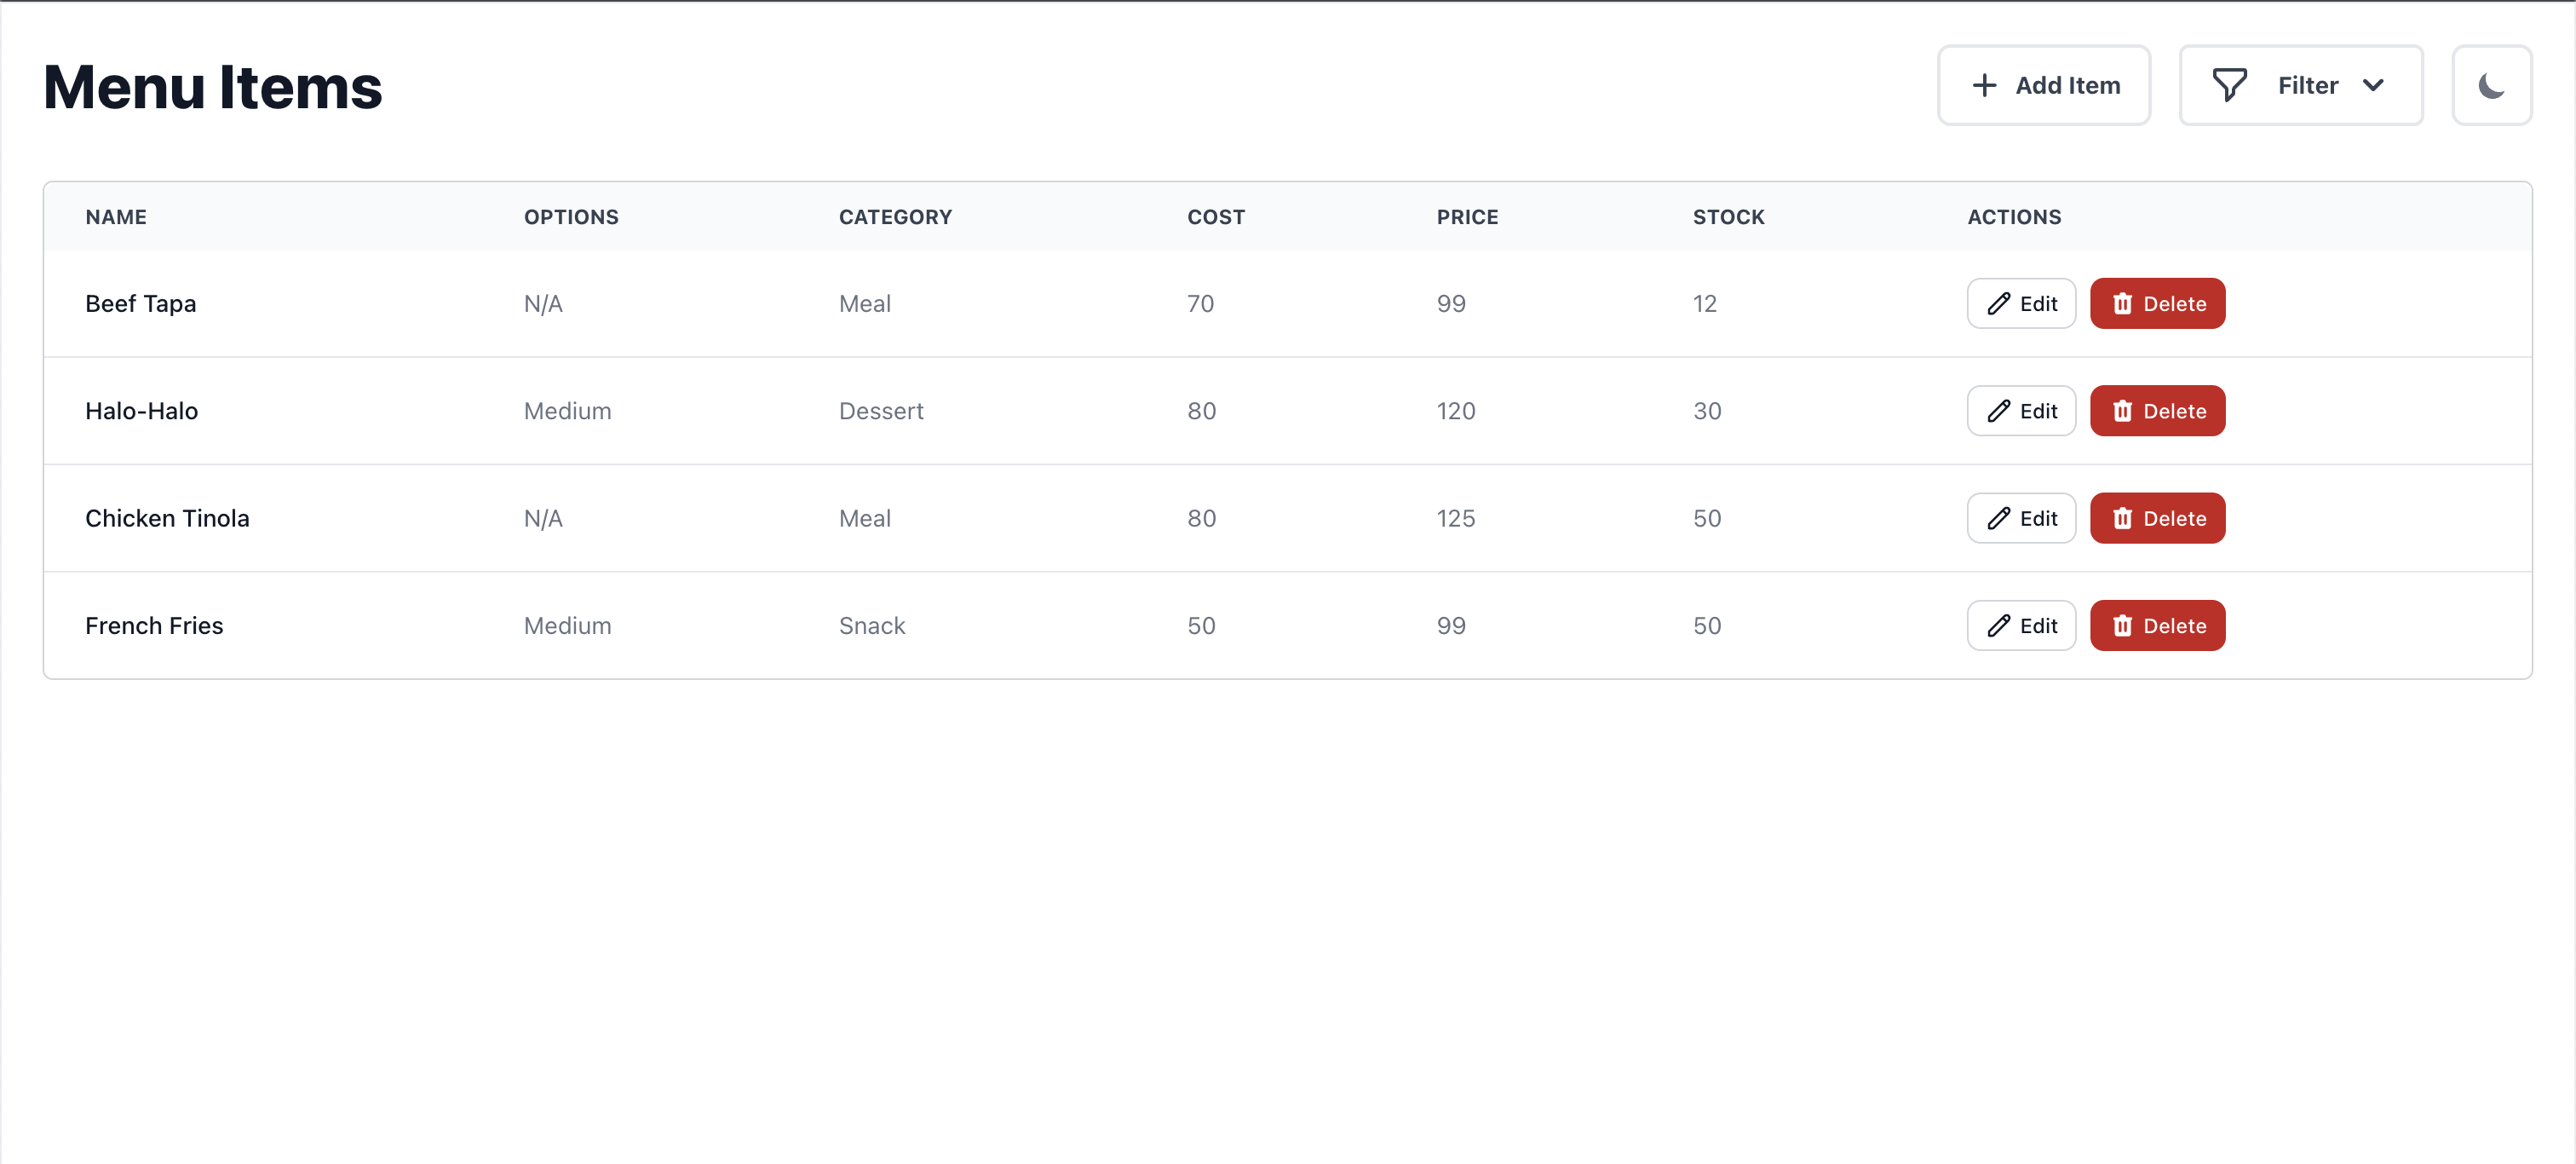 Menu Items
Add Item
Filter
NAME OPTIONS CATEGORY COST PRICE STOCK ACTIONS
Beef Tapa N/A Meal 70 99 12 Edit Delete
Halo-Halo Medium Dessert 80 120 30 Edit Delete
Chicken Tinola N/A Meal 80 125 50 Edit Delete
French Fries Medium Snack 50 99 50 Edit Delete